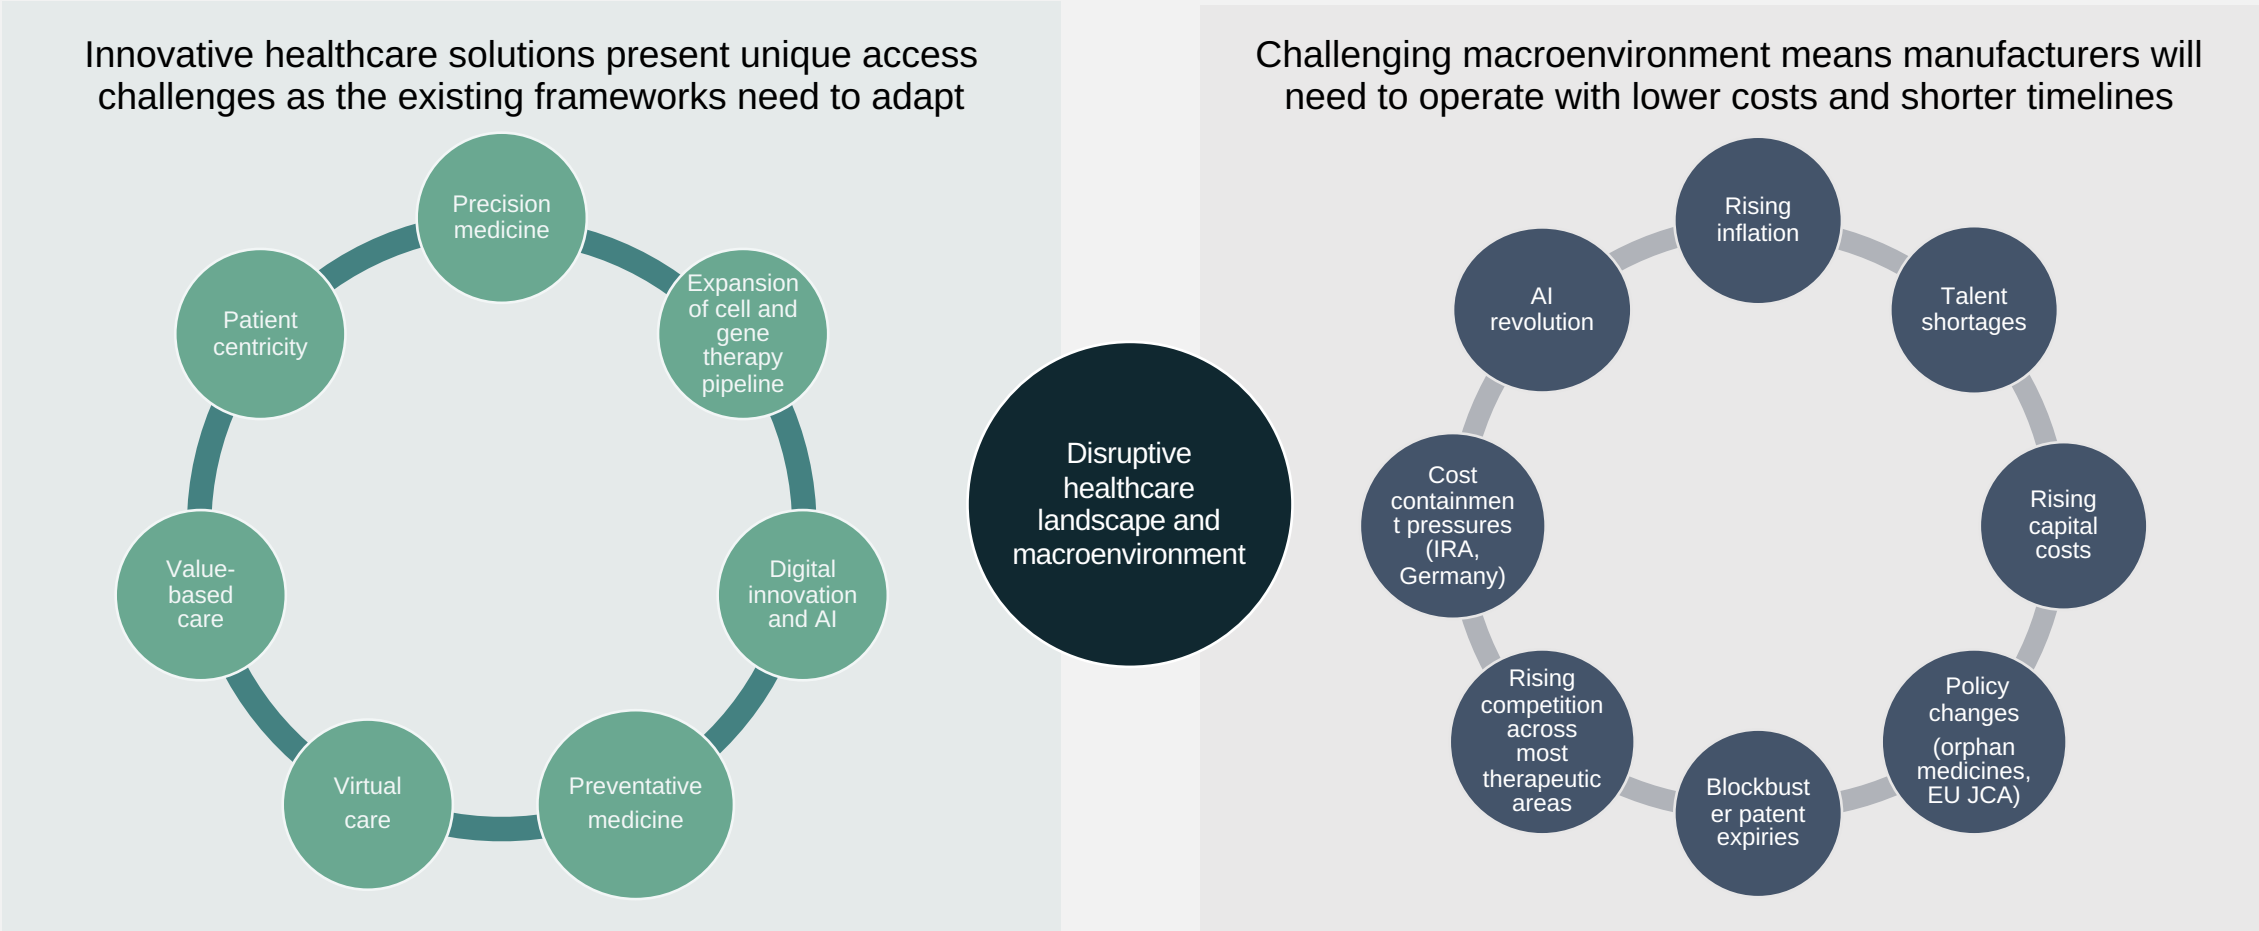 Innovative healthcare solutions present unique access
challenges as the existing frameworks need to adapt
Precision
medicine
Expansion
of cell and
gene
therapy
pipeline
Digital
innovation
and AI
Preventative
medicine
Virtual
care
Value-
based
care
Patient
centricity
Disruptive
healthcare
landscape and
macroenvironment
Challenging macroenvironment means manufacturers will
need to operate with lower costs and shorter timelines
Rising
inflation
Talent
shortages
Rising
capital
costs
Policy
changes
(orphan
medicines,
EU JCA)
Blockbust
er patent
expiries
Rising
competition
across
most
therapeutic
areas
Cost
containmen
t pressures
(IRA,
Germany)
AI
revolution